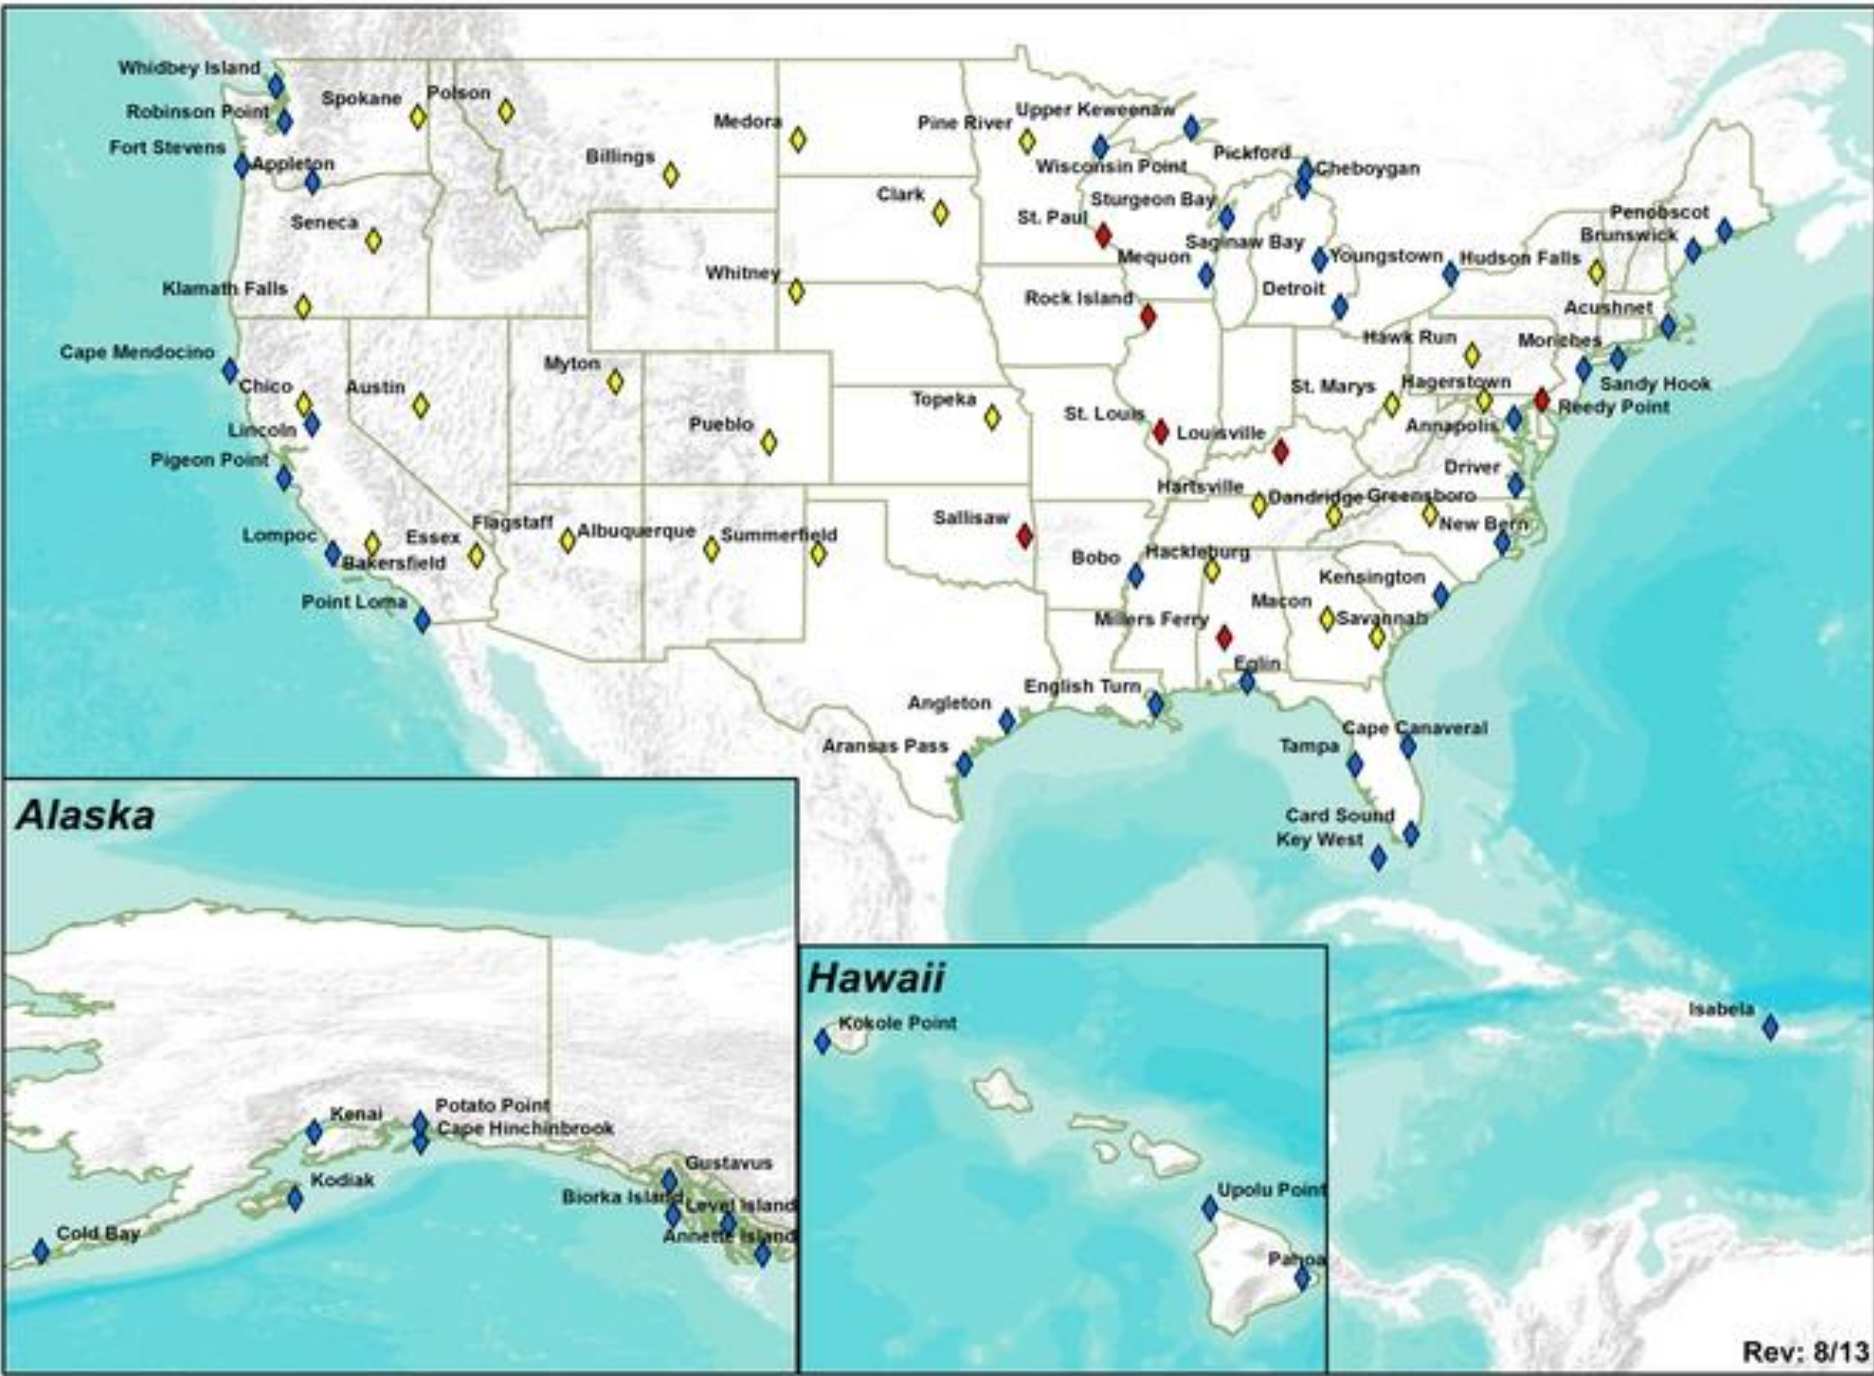 Whidbey Island
Robinson Point
Spokane
Polson
Fort Stevens
Appleton
Seneca
Klamath Falls
Billings
Medora
Pine River
Upper Keweenaw
Wisconsin Point
Pickford
Cheboygan
Clark
Sturgeon Bay
St. Paul
Saginaw Bay
Mequon
Youngstown
Hudson Falls
Penobscot
Brunswick
Whitney
Rock Island
Detroit
Acushnet
Cape Mendocino
Chico
Austin
Myton
Hawk Run
Moriches
Sandy Hook
Lincoln
Pueblo
Topeka
St. Louis
Louisville
St. Marys
Hagerstown
Reedy Point
Annapolis
Pigeon Point
Driver
Hartsville
Dandridge
Greensboro
Lompoc
Bakersfield
Essex
Flagstaff
Albuquerque
Summerfield
Sallisaw
New Bern
Bobo
Hackleburg
Kensington
Point Loma
Millers Ferry
Macon
Savannah
Eglin
Angleton
English Turn
Aransas Pass
Cape Canaveral
Tampa
Card Sound
Key West
Alaska
Kenai
Potato Point
Cape Hinchinbrook
Kodiak
Gustavus
Biorka Island
Level Island
Annette Island
Cold Bay
Hawaii
Kokole Point
Upolu Point
Pahoa
Isabela
Rev: 8/13